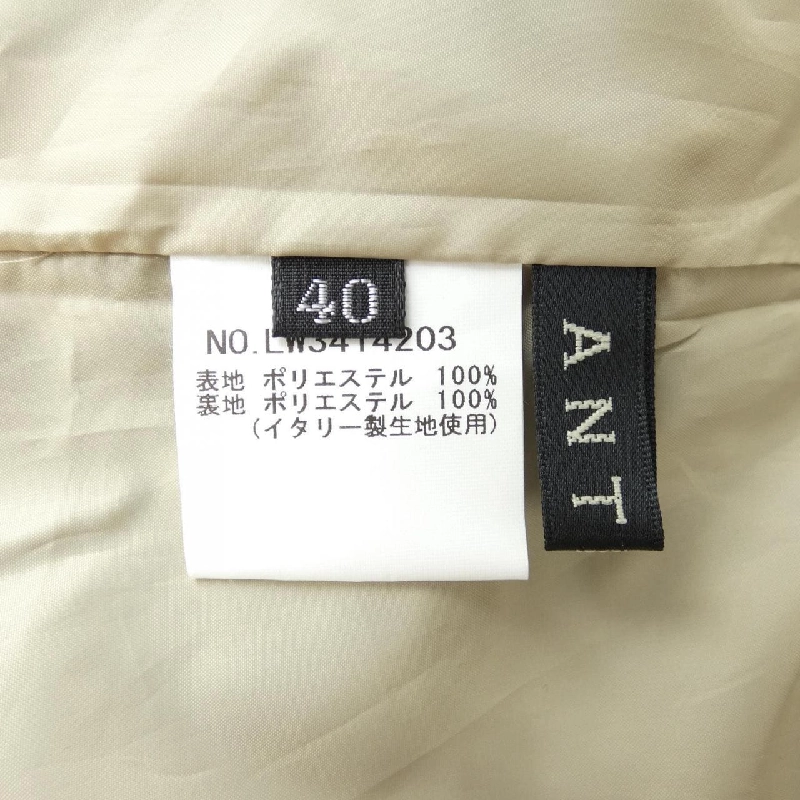 40
NO.LW3414203
表地 ポリエステル 100%
裏地 ポリエステル 100%
(イタリー製生地使用)
ANT